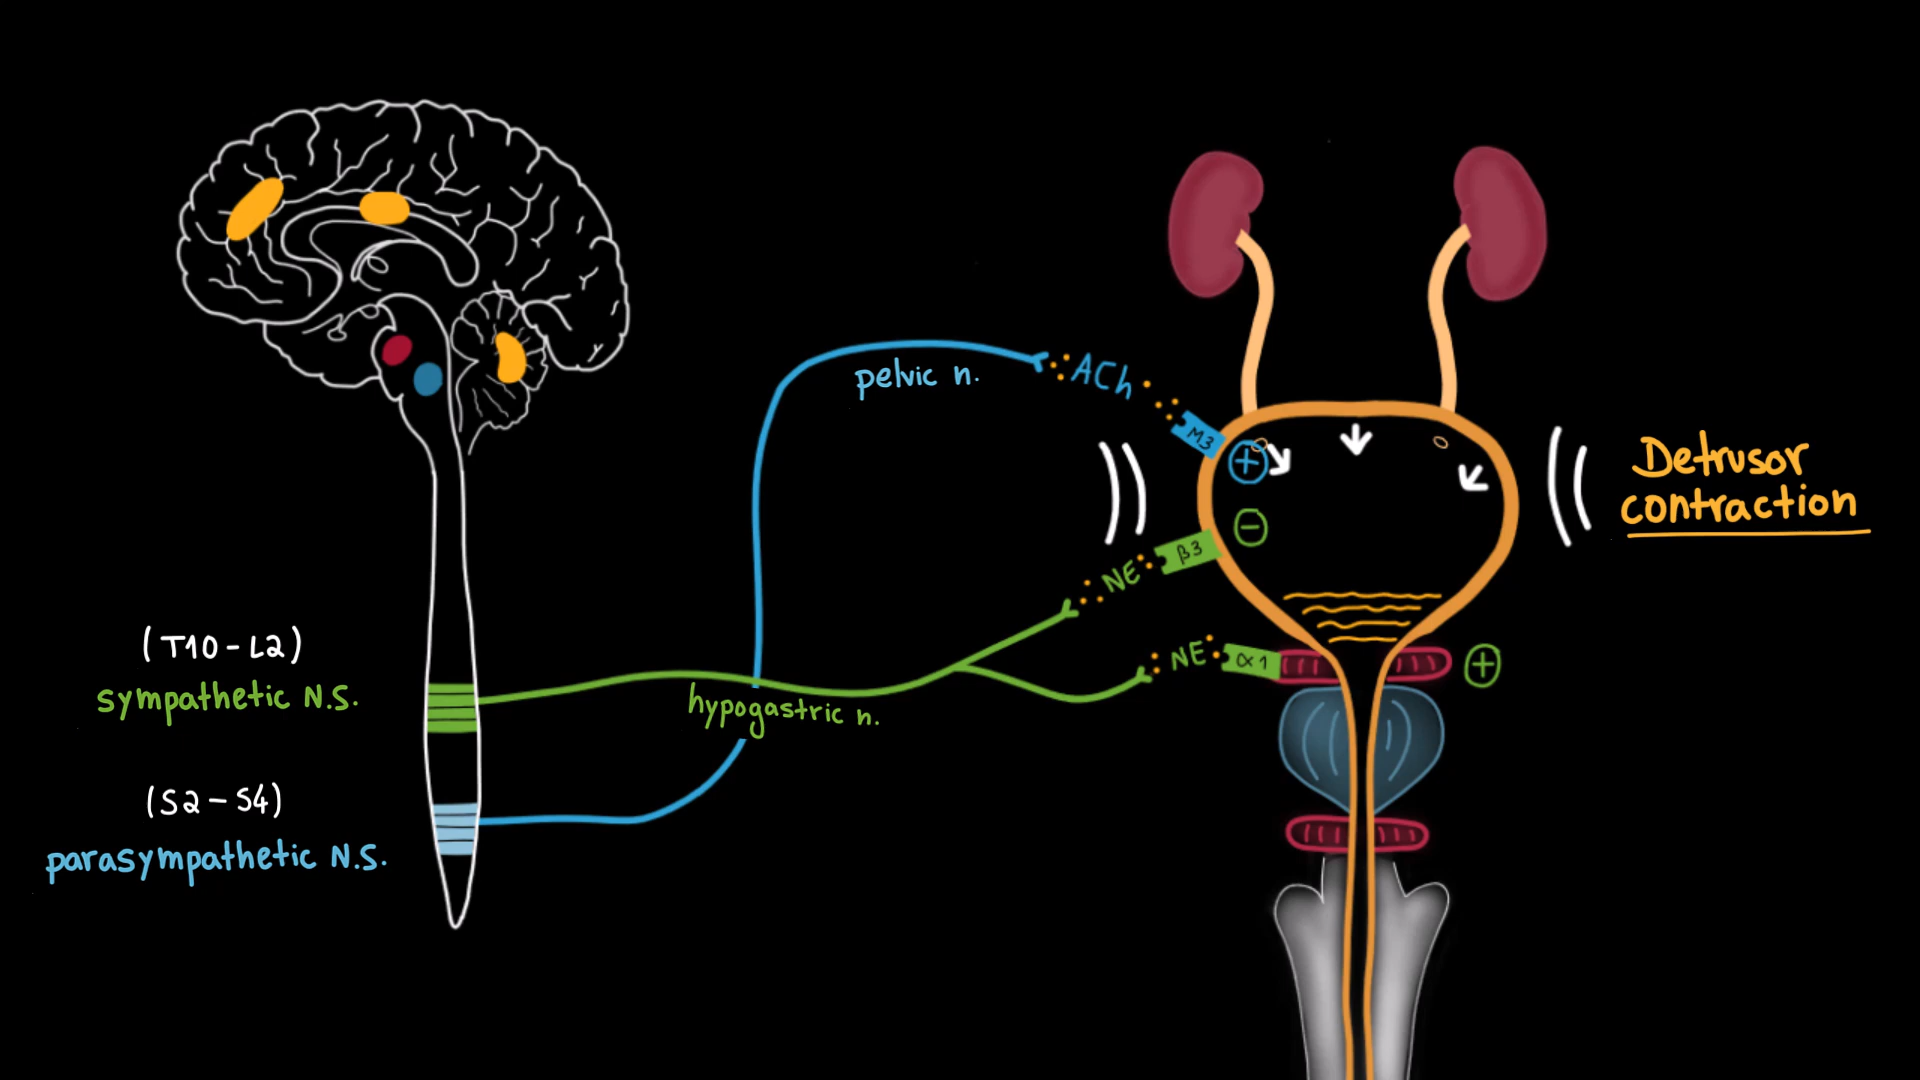 pelvic n.
ACh
M3
+
Detrusor
contraction
−
β3
NE
(T10-L2)
sympathetic N.S.
hypogastric n.
NE
α1
+
(S2-S4)
parasympathetic N.S.